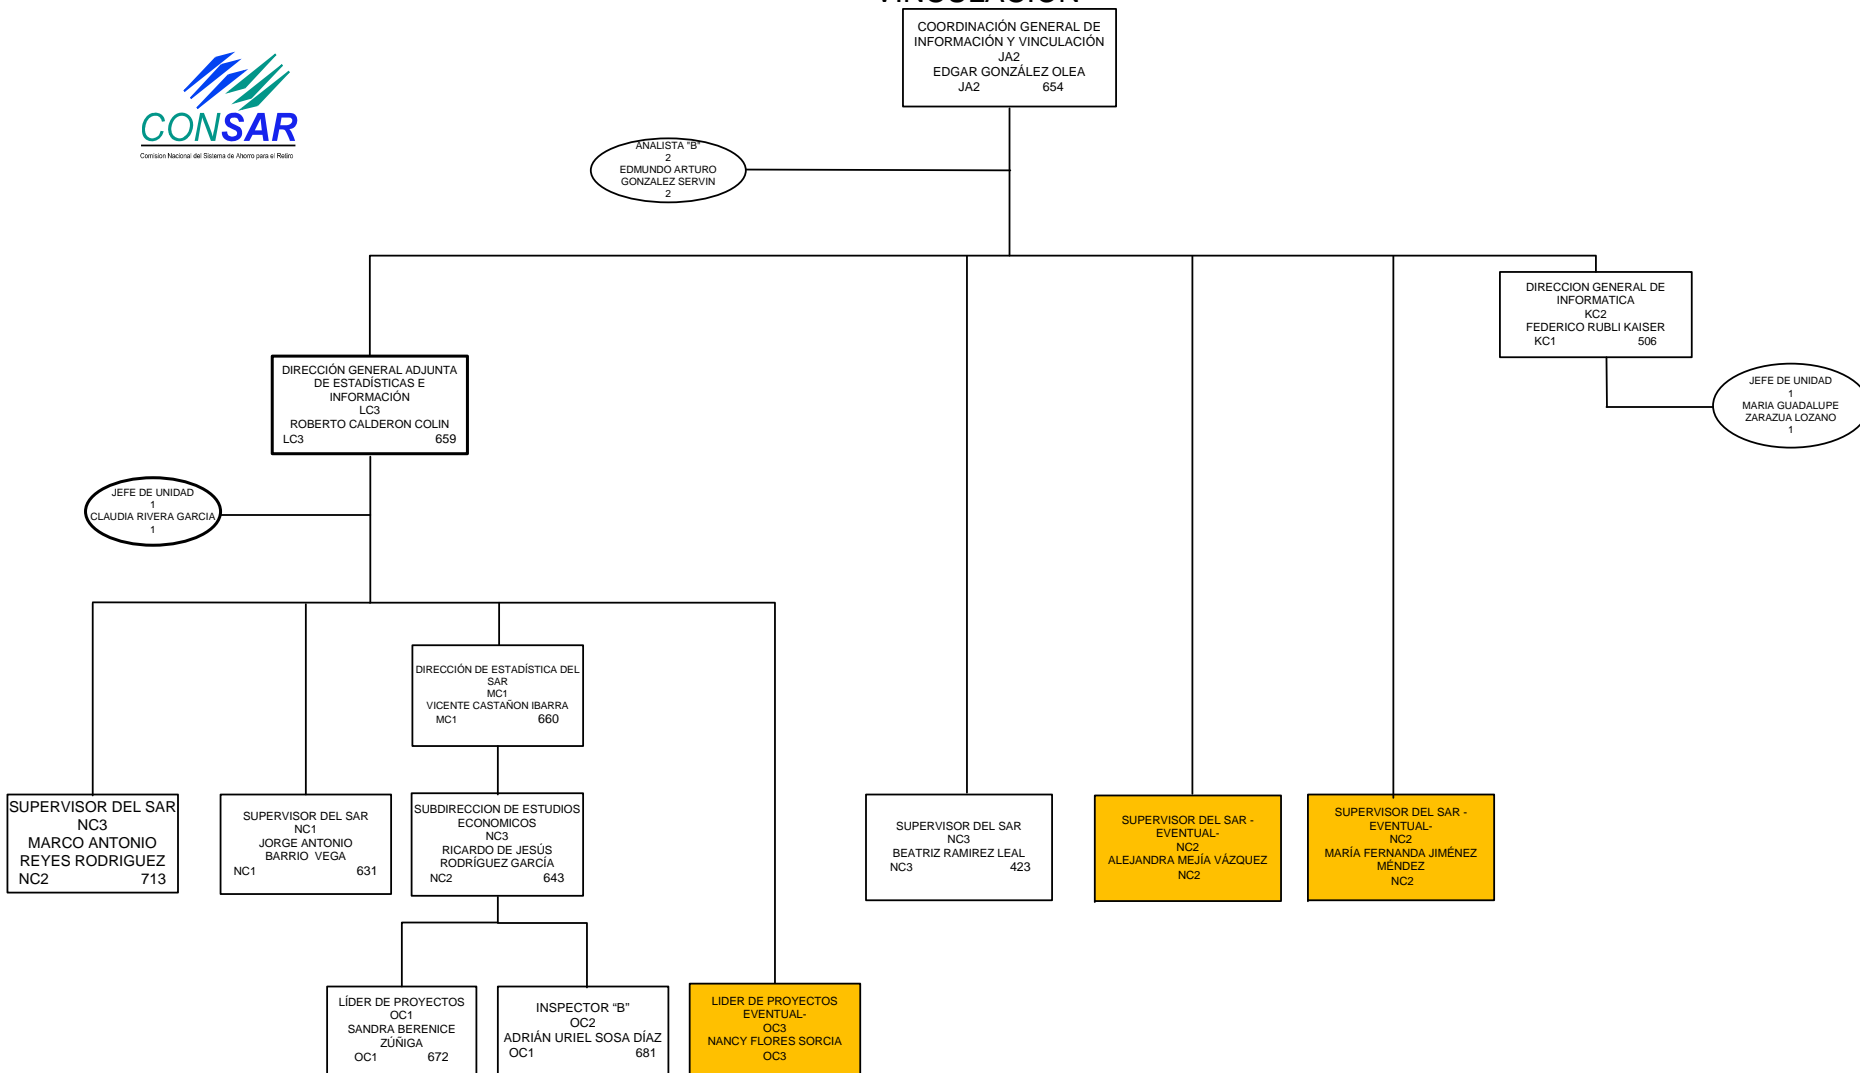 VINCULACIÓN
COORDINACIÓN GENERAL DE
INFORMACIÓN Y VINCULACIÓN
JA2
EDGAR GONZÁLEZ OLEA
JA2 654
CONSAR
Comision Nacional del Sistema de Ahorro para el Retiro
ANALISTA "B"
2
EDMUNDO ARTURO
GONZALEZ SERVIN
2
DIRECCION GENERAL DE
INFORMATICA
KC2
FEDERICO RUBLI KAISER
KC1 506
JEFE DE UNIDAD
1
MARIA GUADALUPE
ZARAZUA LOZANO
1
DIRECCIÓN GENERAL ADJUNTA
DE ESTADÍSTICAS E
INFORMACIÓN
LC3
ROBERTO CALDERON COLIN
LC3 659
JEFE DE UNIDAD
1
CLAUDIA RIVERA GARCIA
1
DIRECCIÓN DE ESTADÍSTICA DEL
SAR
MC1
VICENTE CASTAÑON IBARRA
MC1 660
SUPERVISOR DEL SAR
NC3
MARCO ANTONIO
REYES RODRIGUEZ
NC2 713
SUPERVISOR DEL SAR
NC1
JORGE ANTONIO
BARRIO VEGA
NC1 631
SUBDIRECCION DE ESTUDIOS
ECONOMICOS
NC3
RICARDO DE JESÚS
RODRÍGUEZ GARCÍA
NC2 643
SUPERVISOR DEL SAR
NC3
BEATRIZ RAMIREZ LEAL
NC3 423
SUPERVISOR DEL SAR -
EVENTUAL-
NC2
ALEJANDRA MEJÍA VÁZQUEZ
NC2
SUPERVISOR DEL SAR -
EVENTUAL-
NC2
MARÍA FERNANDA JIMÉNEZ
MÉNDEZ
NC2
LÍDER DE PROYECTOS
OC1
SANDRA BERENICE
ZÚÑIGA
OC1 672
INSPECTOR “B”
OC2
ADRIÁN URIEL SOSA DÍAZ
OC1 681
LIDER DE PROYECTOS
EVENTUAL-
OC3
NANCY FLORES SORCIA
OC3